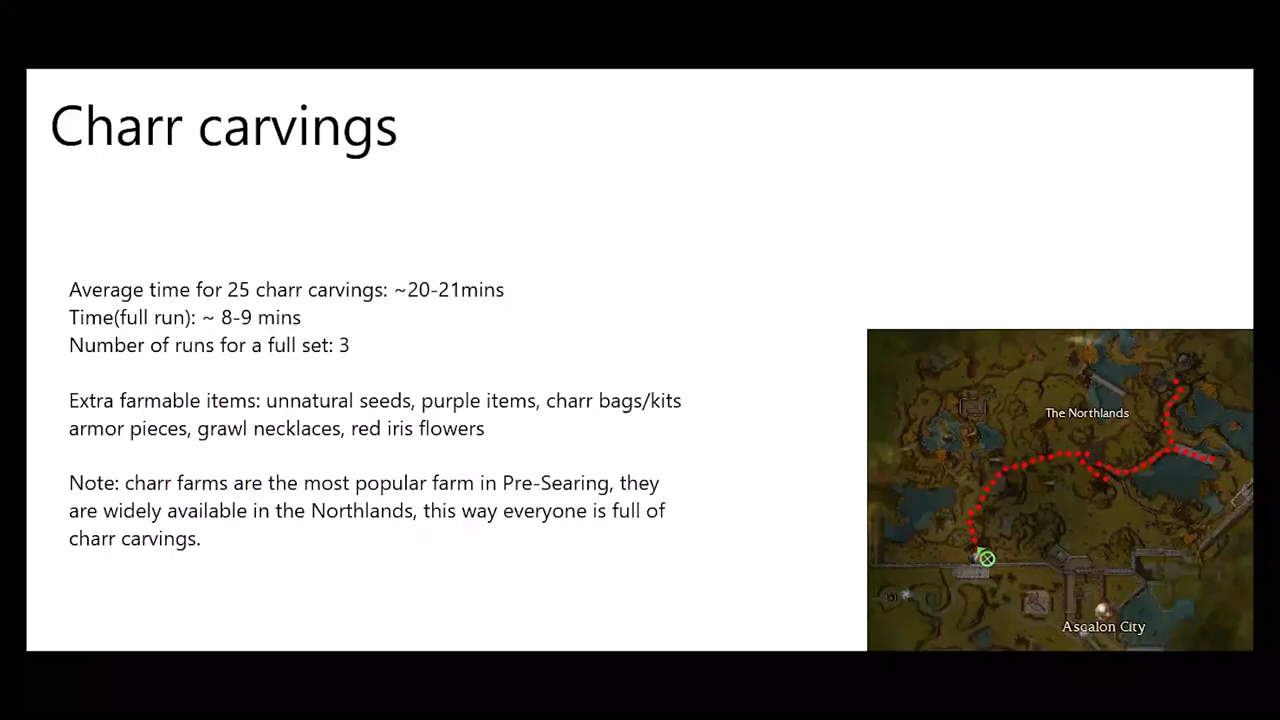 Charr carvings
Average time for 25 charr carvings: ~20-21mins
Time(full run): ~ 8-9 mins
Number of runs for a full set: 3
Extra farmable items: unnatural seeds, purple items, charr bags/kits
armor pieces, grawl necklaces, red iris flowers
Note: charr farms are the most popular farm in Pre-Searing, they
are widely available in the Northlands, this way everyone is full of
charr carvings.
The Northlands
Ascalon City